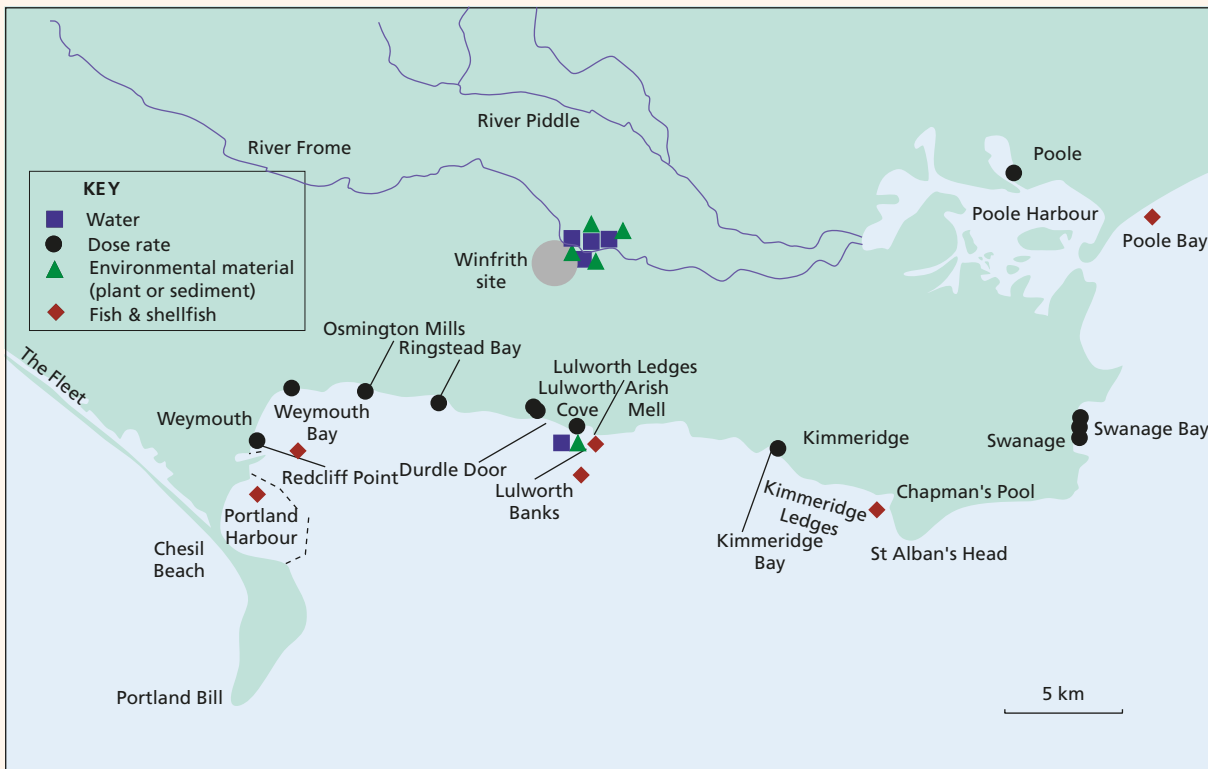 River Piddle
River Frome
Poole
Poole Harbour
Poole Bay
KEY
Water
Dose rate
Environmental material
(plant or sediment)
Fish & shellfish
Winfrith
site
Osmington Mills
Ringstead Bay
The Fleet
Lulworth Ledges
Lulworth
Cove
Arish
Mell
Weymouth
Weymouth
Bay
Redcliff Point
Durdle Door
Lulworth
Banks
Kimmeridge
Swanage
Swanage Bay
Portland
Harbour
Kimmeridge
Ledges
Chapman's Pool
Kimmeridge
Bay
St Alban's Head
Chesil
Beach
Portland Bill
5 km